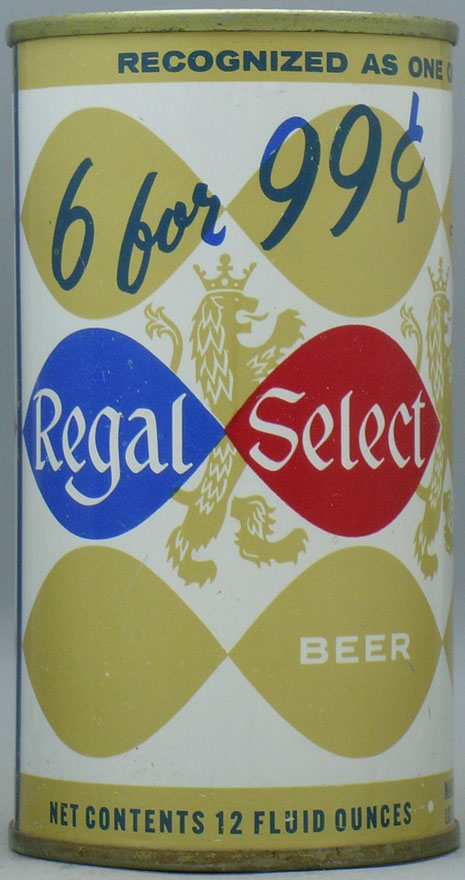 RECOGNIZED AS ONE
6 for 99¢
Regal Select
BEER
NET CONTENTS 12 FLUID OUNCES